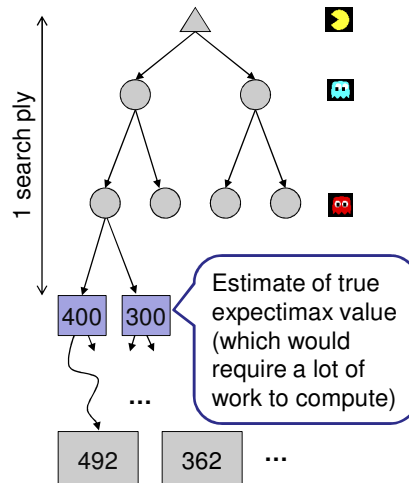 1 search ply
400
300
Estimate of true
expectimax value
(which would
require a lot of
work to compute)
...
492
362
...